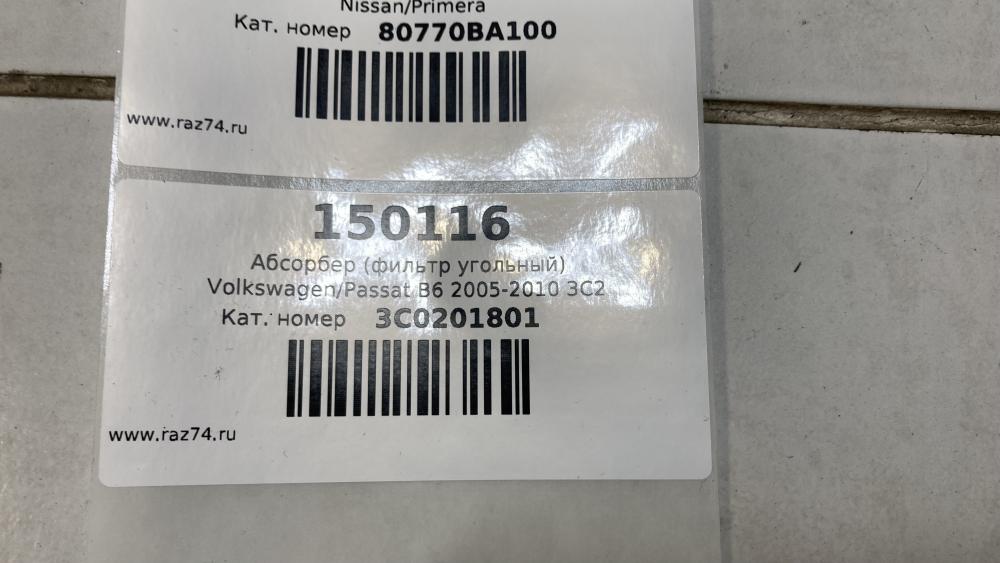 Nissan/Primera
Кат. номер 80770BA100
www.raz74.ru
150116
Абсорбер (фильтр угольный)
Volkswagen/Passat B6 2005-2010 3C2
Кат. номер 3C0201801
www.raz74.ru